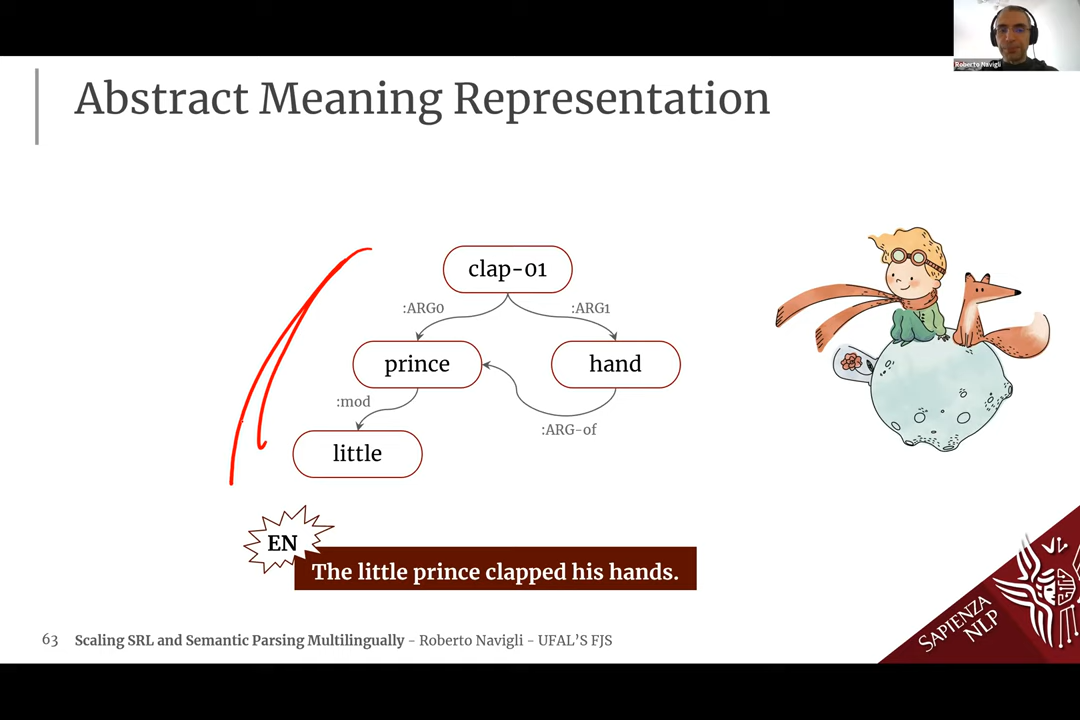 Roberto Navigli
Abstract Meaning Representation
clap-01
:ARG0
:ARG1
prince
hand
:mod
:ARG-of
little
EN
The little prince clapped his hands.
63 Scaling SRL and Semantic Parsing Multilingually - Roberto Navigli - UFAL'S FJS
SAPIENZA
NLP